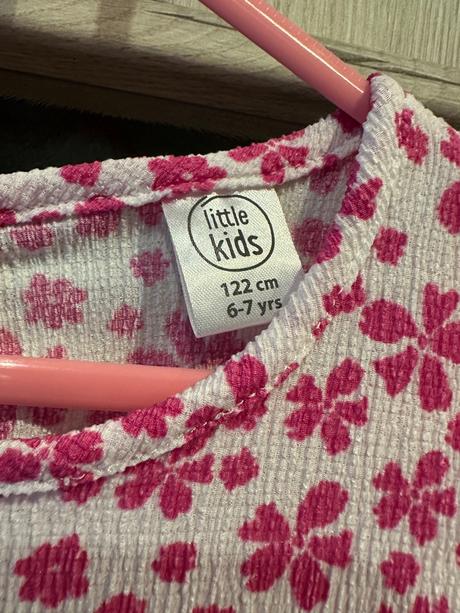 little
kids
122 cm
6-7 yrs